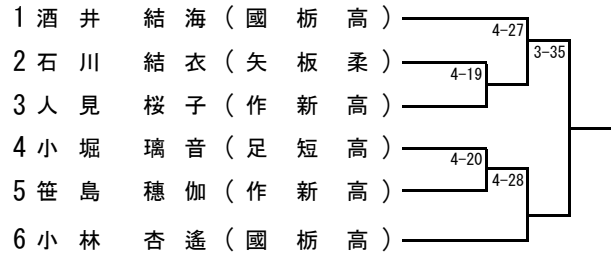 1 酒井 結海 (國栃高)
4-27
3-35
2 石川 結衣 (矢板柔)
4-19
3 人見 桜子 (作新高)
4 小堀 璃音 (足短高)
4-20
4-28
5 笹島 穗伽 (作新高)
6 小林 杏遙 (國栃高)